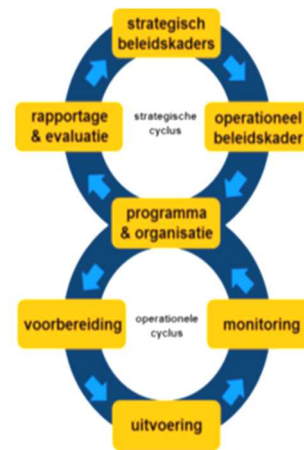 strategisch
beleidskaders
rapportage
& evaluatie
strategische
cyclus
operationeel
beleidskader
programma
& organisatie
voorbereiding
operationele
cyclus
monitoring
uitvoering